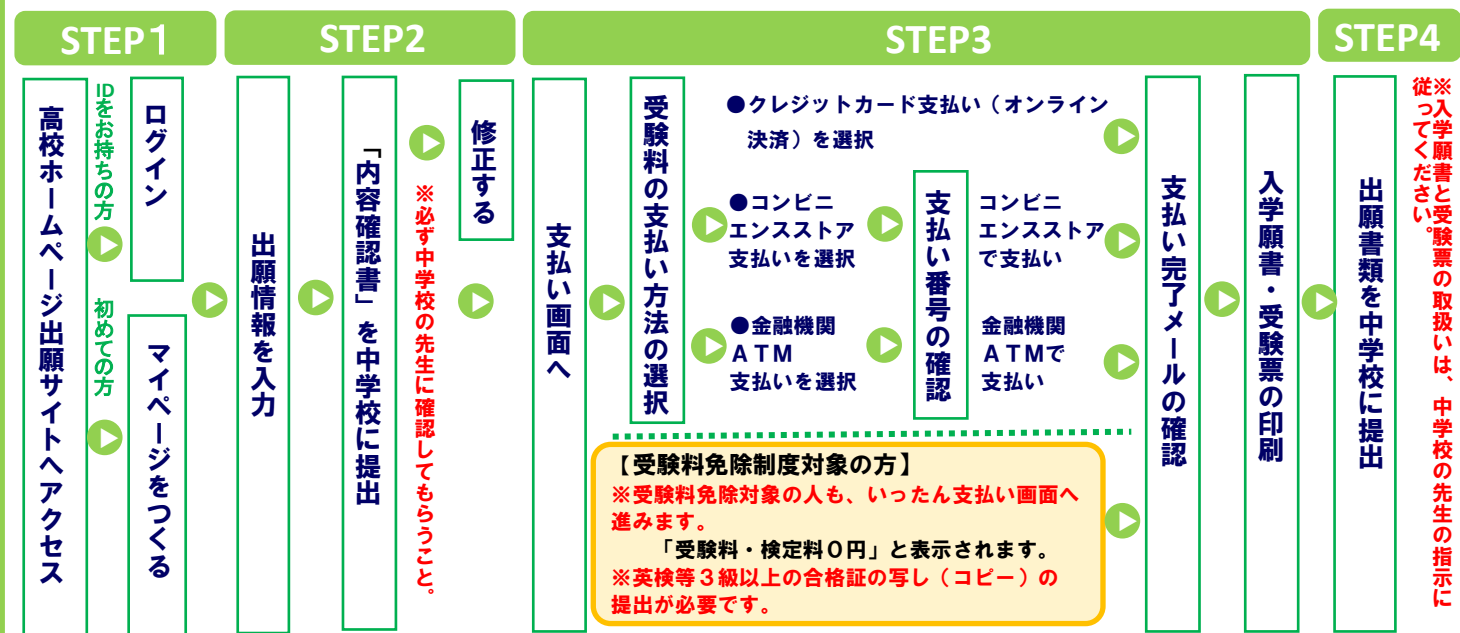 STEP1
STEP2
STEP3
STEP4
高校ホームページ出願サイトへアクセス
IDをお持ちの方
初めての方
ログイン
マイページをつくる
出願情報を入力
「内容確認書」を中学校に提出
※必ず中学校の先生に確認してもらうこと。
修正する
支払い画面へ
受験料の支払い方法の選択
●クレジットカード支払い（オンライン
決済）を選択
●コンビニ
エンスストア
支払いを選択
●金融機関
ＡＴＭ
支払いを選択
支払い番号の確認
コンビニ
エンスストア
で支払い
金融機関
ＡＴＭで
支払い
【受験料免除制度対象の方】
※受験料免除対象の人も、いったん支払い画面へ
進みます。
「受験料・検定料０円」と表示されます。
※英検等３級以上の合格証の写し（コピー）の
提出が必要です。
支払い完了メールの確認
入学願書・受験票の印刷
出願書類を中学校に提出
※入学願書と受験票の取扱いは、中学校の先生の指示に
従ってください。